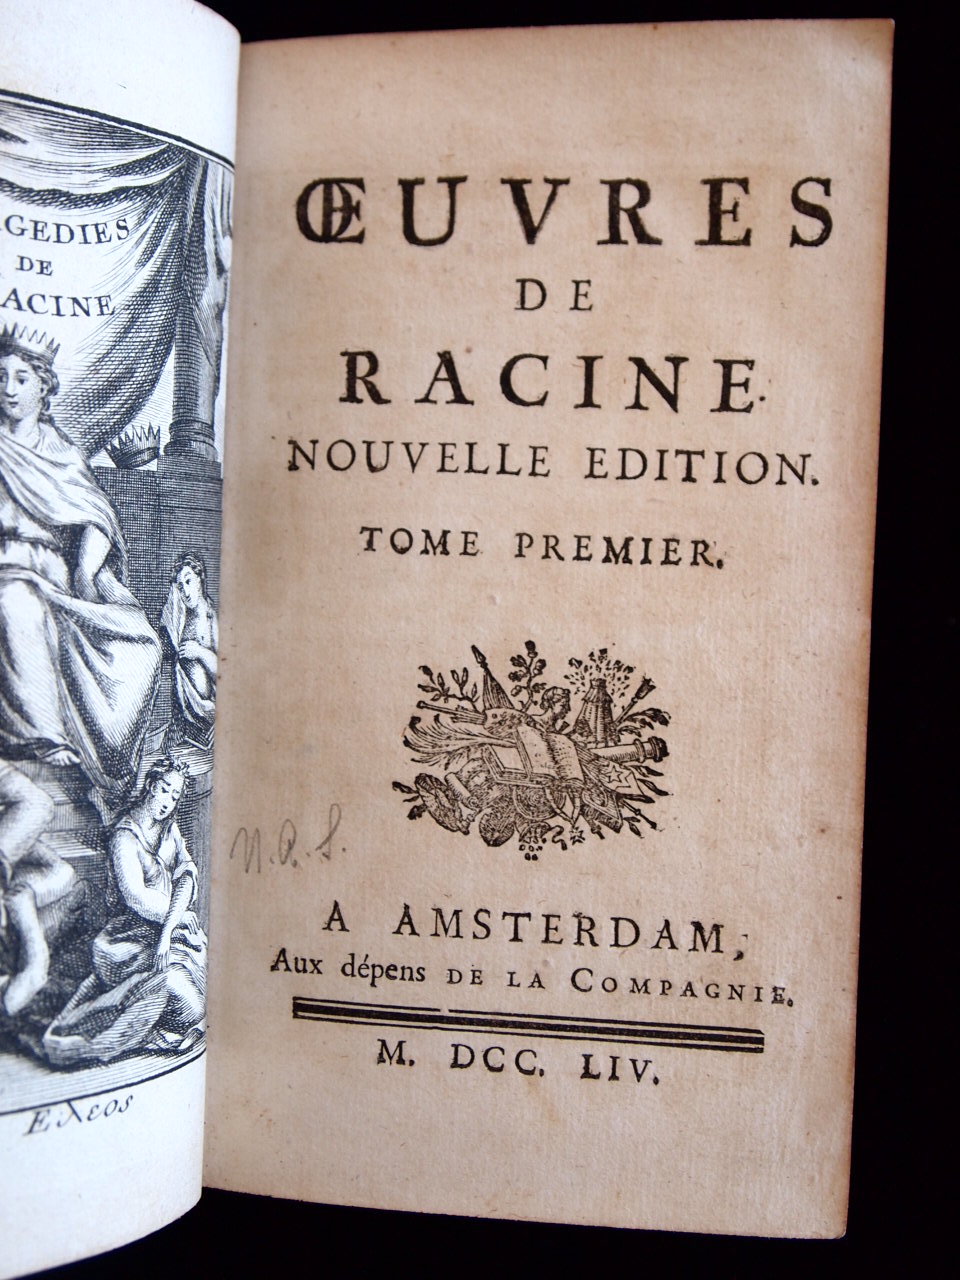 GEDIES
DE
ACINE
Ελεος
ŒUVRES
DE
RACINE.
NOUVELLE EDITION.
TOME PREMIER.
N.R.S.
A AMSTERDAM,
Aux dépens DE LA COMPAGNIE.
M. DCC. LIV.